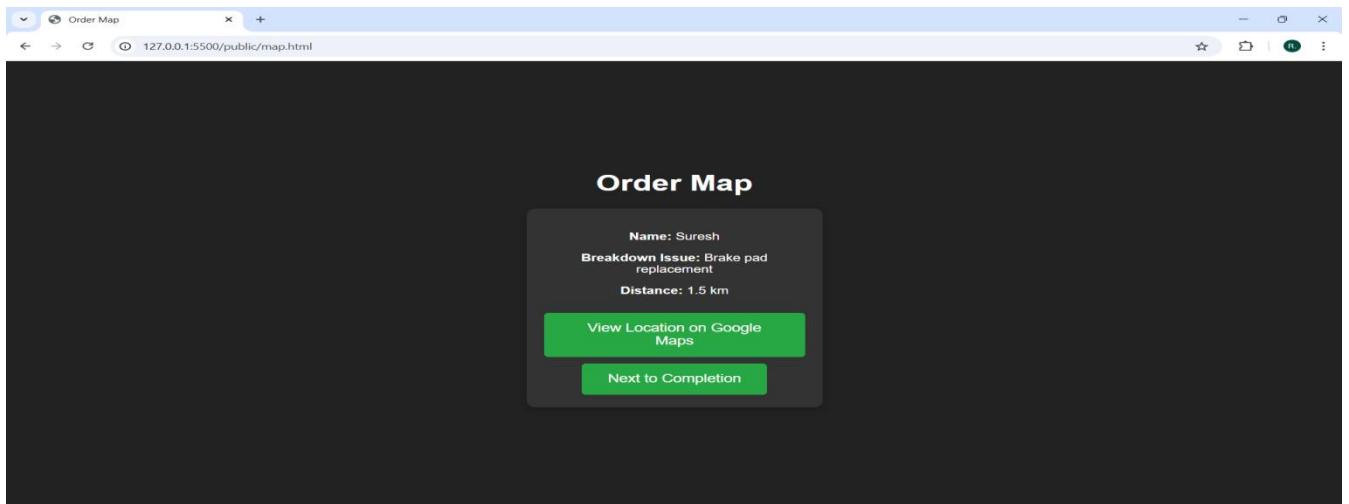 Order Map
127.0.0.1:5500/public/map.html
R.
Order Map
Name: Suresh
Breakdown Issue: Brake pad
replacement
Distance: 1.5 km
View Location on Google
Maps
Next to Completion